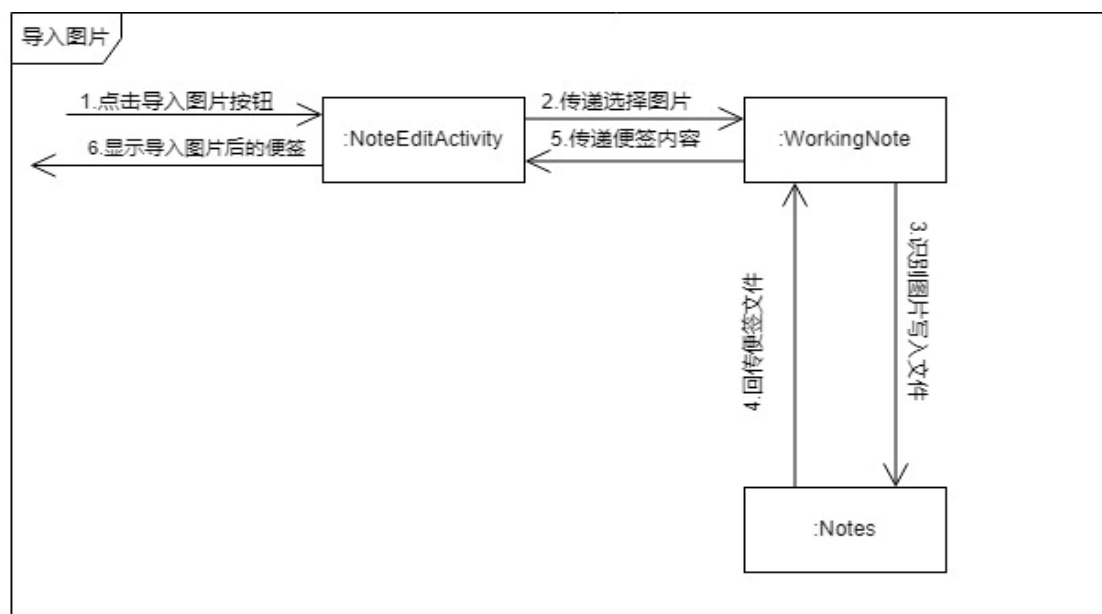 导入图片
1.点击导入图片按钮
2.传递选择图片
:NoteEditActivity
5.传递便签内容
:WorkingNote
6.显示导入图片后的便签
3.识别图片写入文件
4.回传便签文件
:Notes